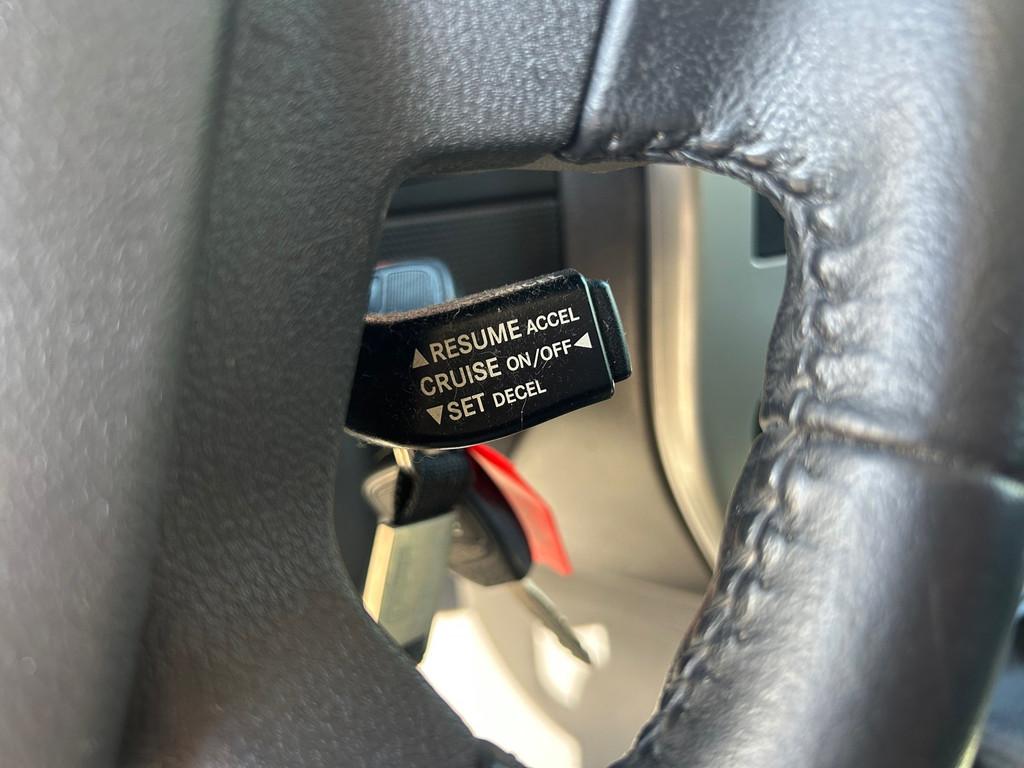 ▲RESUME ACCEL
CRUISE ON/OFF◀
▼SET DECEL